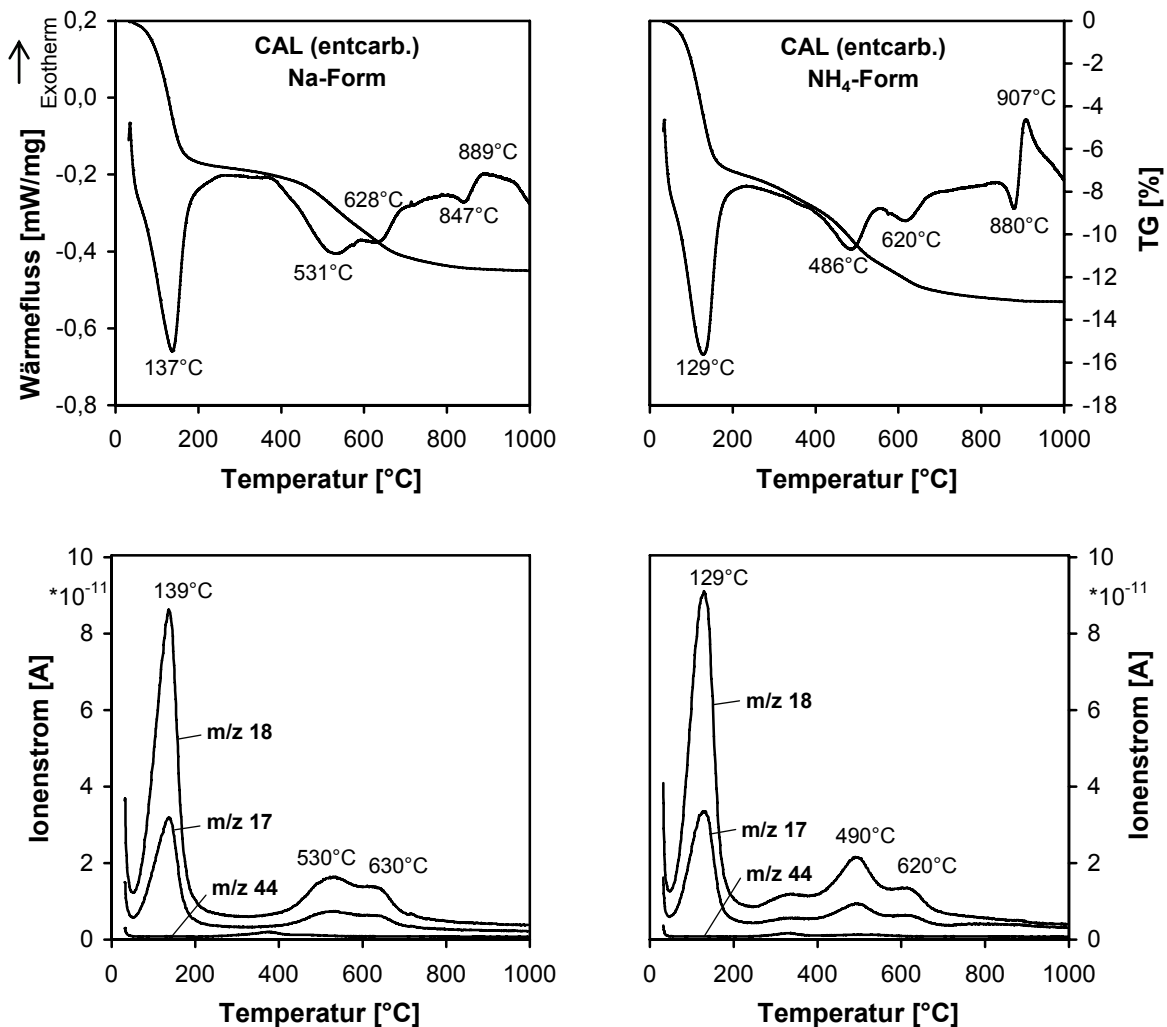 CAL (entcarb.)
Na-Form
Exotherm
Wärmefluss [mW/mg]
0,2
0,0
-0,2
-0,4
-0,6
-0,8
137°C
531°C
628°C
847°C
889°C
0 200 400 600 800 1000
Temperatur [°C]
CAL (entcarb.)
NH₄-Form
129°C
486°C
620°C
880°C
907°C
0
-2
-4
-6
-8
-10
-12
-14
-16
-18
TG [%]
0 200 400 600 800 1000
Temperatur [°C]
Ionenstrom [A]
10
*10⁻¹¹
8
6
4
2
0
139°C
m/z 18
m/z 17
m/z 44
530°C
630°C
0 200 400 600 800 1000
Temperatur [°C]
129°C
m/z 18
m/z 17
m/z 44
490°C
620°C
10
*10⁻¹¹
8
6
4
2
0
Ionenstrom [A]
0 200 400 600 800 1000
Temperatur [°C]